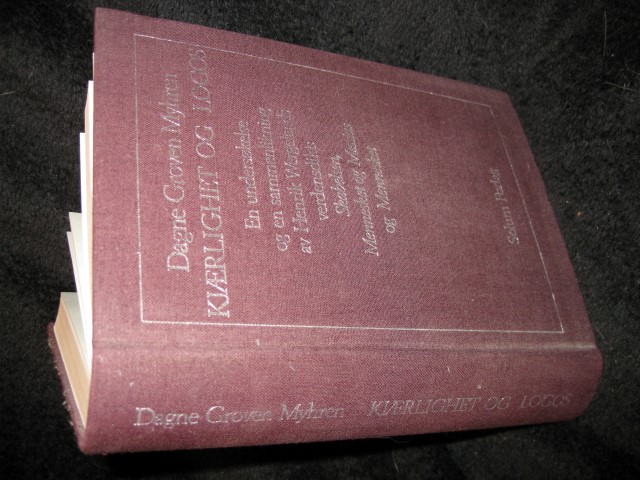 Dagne Groven Myhren
KJÆRLIGHET OG LOGOS
En undersøkelse
og en sammenlikning
av Henrik Wergelands
verdensdikt:
Skabelsen,
Mennesket og Messias
og Mennesket
Solum Forlag
Dagne Groven Myhren KJÆRLIGHET OG LOGOS